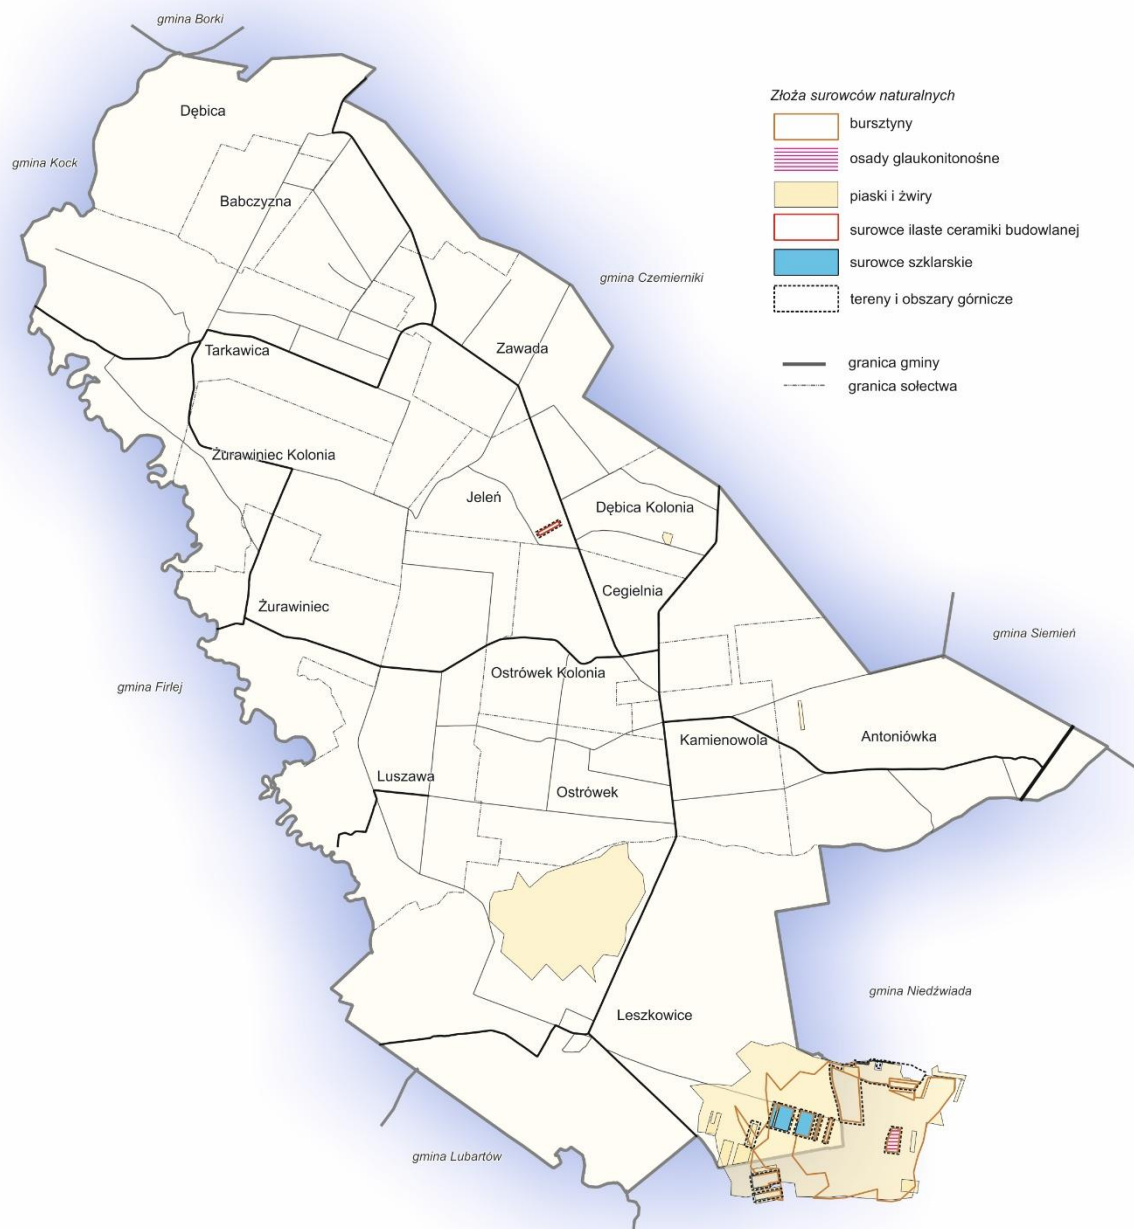 gmina Borki
Dębica
gmina Kock
Babczyzna
Złoża surowców naturalnych
bursztyny
osady glaukonitonośne
piaski i żwiry
surowce ilaste ceramiki budowlanej
surowce szklarskie
tereny i obszary górnicze
granica gminy
granica sołectwa
gmina Czemierniki
Zawada
Tarkawica
Żurawiniec Kolonia
Jeleń
Dębica Kolonia
Cegielnia
Żurawiniec
gmina Siemień
Ostrówek Kolonia
gmina Firlej
Kamienowola
Antoniówka
Luszawa
Ostrówek
gmina Niedźwiada
Leszkowice
gmina Lubartów